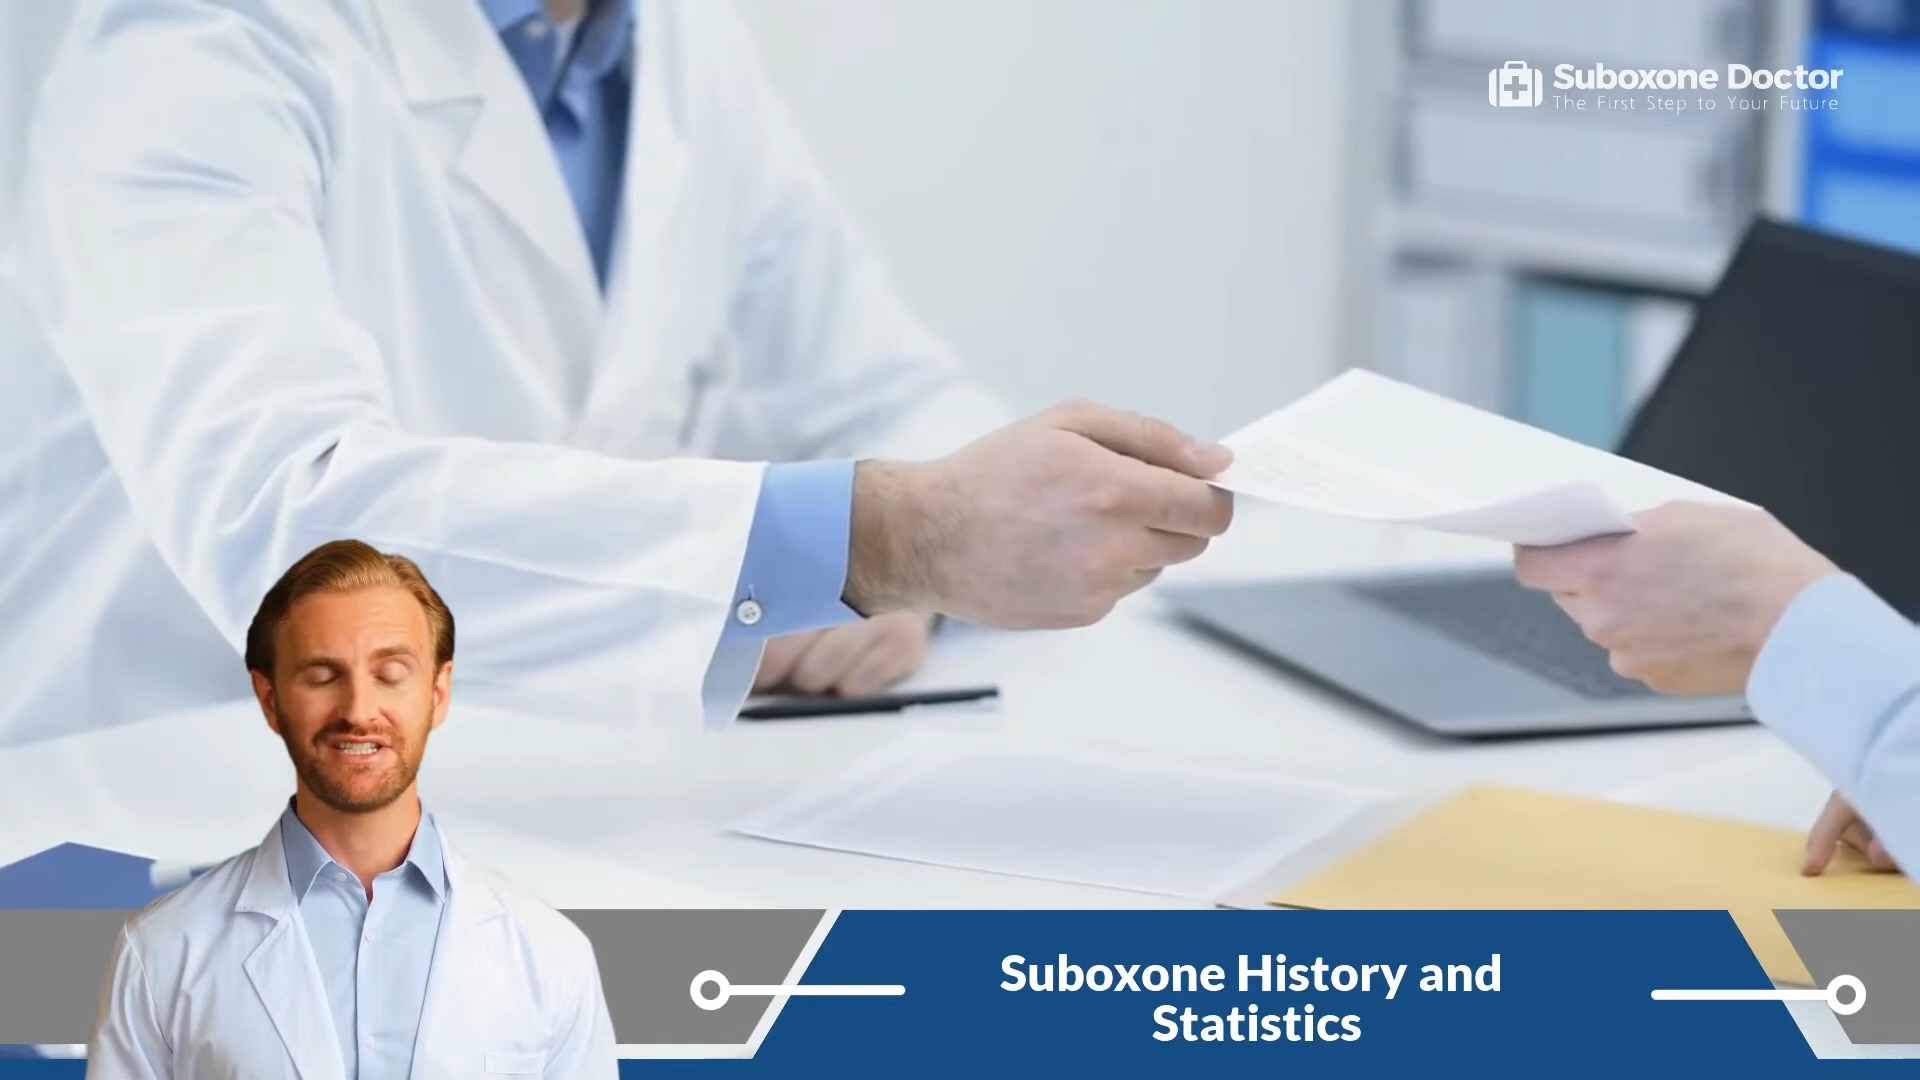 Suboxone Doctor
The First Step to Your Future
Suboxone History and
Statistics